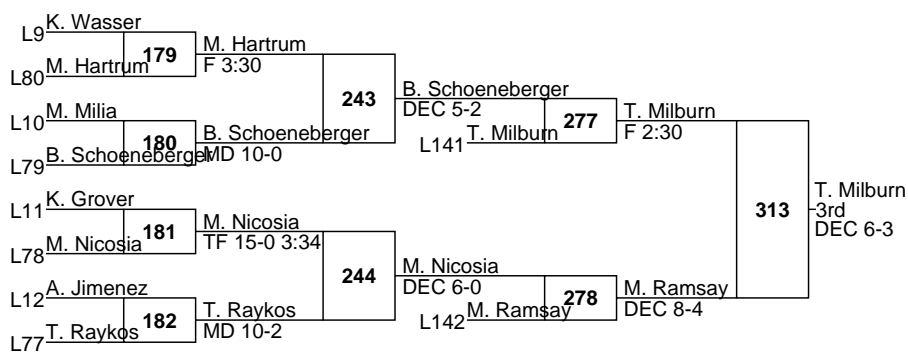 L9 K. Wasser
179
M. Hartrum
F 3:30
L80 M. Hartrum
243
B. Schoeneberger
DEC 5-2
L10 M. Milia
180
B. Schoeneberger
MD 10-0
L79 B. Schoeneberger
L141 T. Milburn
277
T. Milburn
F 2:30
L11 K. Grover
181
M. Nicosia
TF 15-0 3:34
L78 M. Nicosia
244
M. Nicosia
DEC 6-0
L12 A. Jimenez
182
T. Raykos
MD 10-2
L77 T. Raykos
L142 M. Ramsay
278
M. Ramsay
DEC 8-4
313
T. Milburn
3rd
DEC 6-3